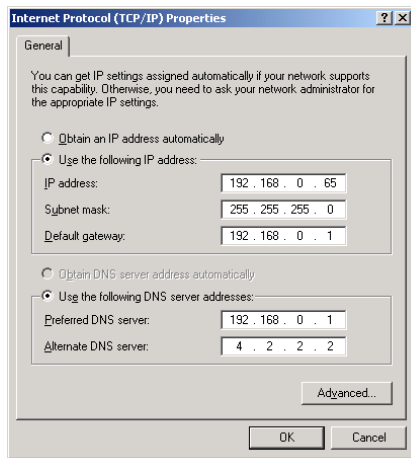 Internet Protocol (TCP/IP) Properties
General
You can get IP settings assigned automatically if your network supports
this capability. Otherwise, you need to ask your network administrator for
the appropriate IP settings.
Obtain an IP address automatically
Use the following IP address:
IP address: 192 . 168 . 0 . 65
Subnet mask: 255 . 255 . 255 . 0
Default gateway: 192 . 168 . 0 . 1
Obtain DNS server address automatically
Use the following DNS server addresses:
Preferred DNS server: 192 . 168 . 0 . 1
Alternate DNS server: 4 . 2 . 2 . 2
Advanced...
OK Cancel